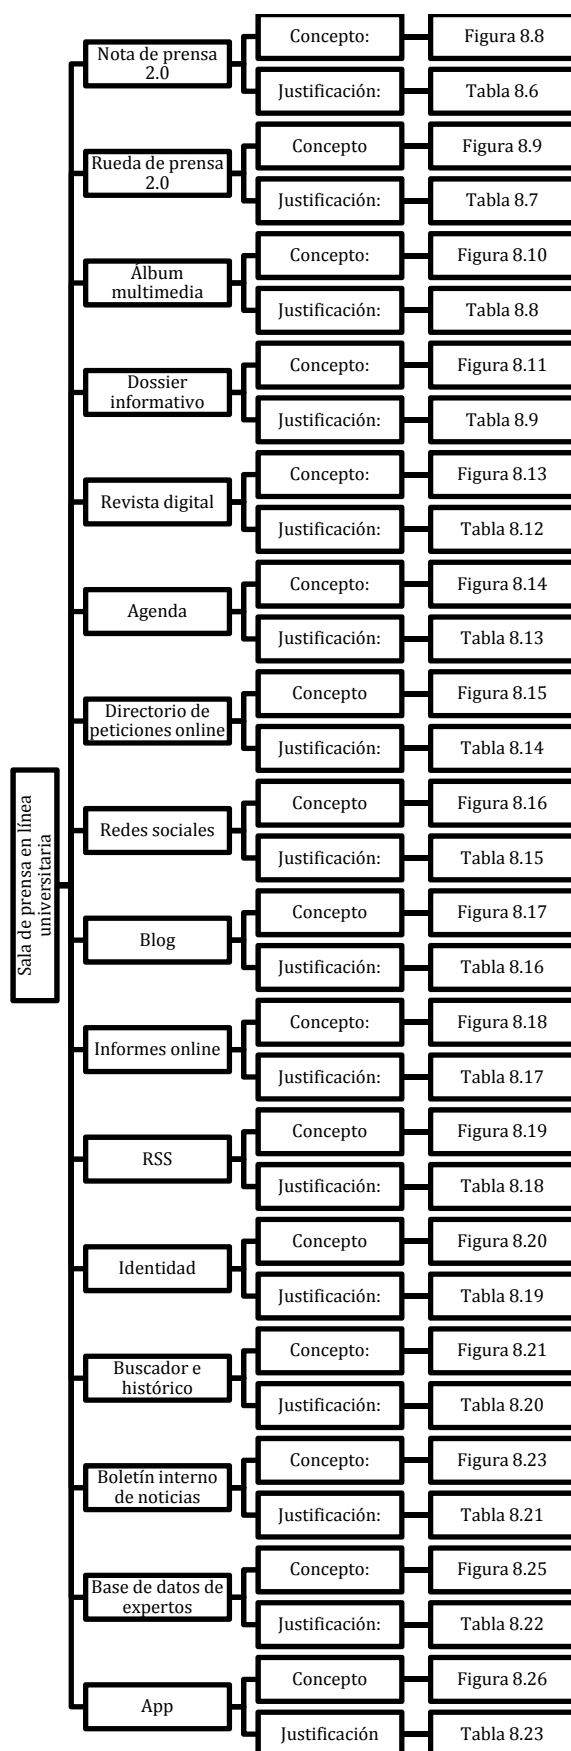 Sala de prensa en línea
universitaria
Nota de prensa
2.0
Concepto:
Figura 8.8
Justificación:
Tabla 8.6
Rueda de prensa
2.0
Concepto
Figura 8.9
Justificación:
Tabla 8.7
Álbum
multimedia
Concepto:
Figura 8.10
Justificación:
Tabla 8.8
Dossier
informativo
Concepto:
Figura 8.11
Justificación:
Tabla 8.9
Revista digital
Concepto:
Figura 8.13
Justificación:
Tabla 8.12
Agenda
Concepto:
Figura 8.14
Justificación:
Tabla 8.13
Directorio de
peticiones online
Concepto
Figura 8.15
Justificación:
Tabla 8.14
Redes sociales
Concepto
Figura 8.16
Justificación:
Tabla 8.15
Blog
Concepto
Figura 8.17
Justificación:
Tabla 8.16
Informes online
Concepto:
Figura 8.18
Justificación:
Tabla 8.17
RSS
Concepto
Figura 8.19
Justificación:
Tabla 8.18
Identidad
Concepto
Figura 8.20
Justificación:
Tabla 8.19
Buscador e
histórico
Concepto:
Figura 8.21
Justificación:
Tabla 8.20
Boletín interno
de noticias
Concepto:
Figura 8.23
Justificación:
Tabla 8.21
Base de datos de
expertos
Concepto:
Figura 8.25
Justificación:
Tabla 8.22
App
Concepto
Figura 8.26
Justificación
Tabla 8.23